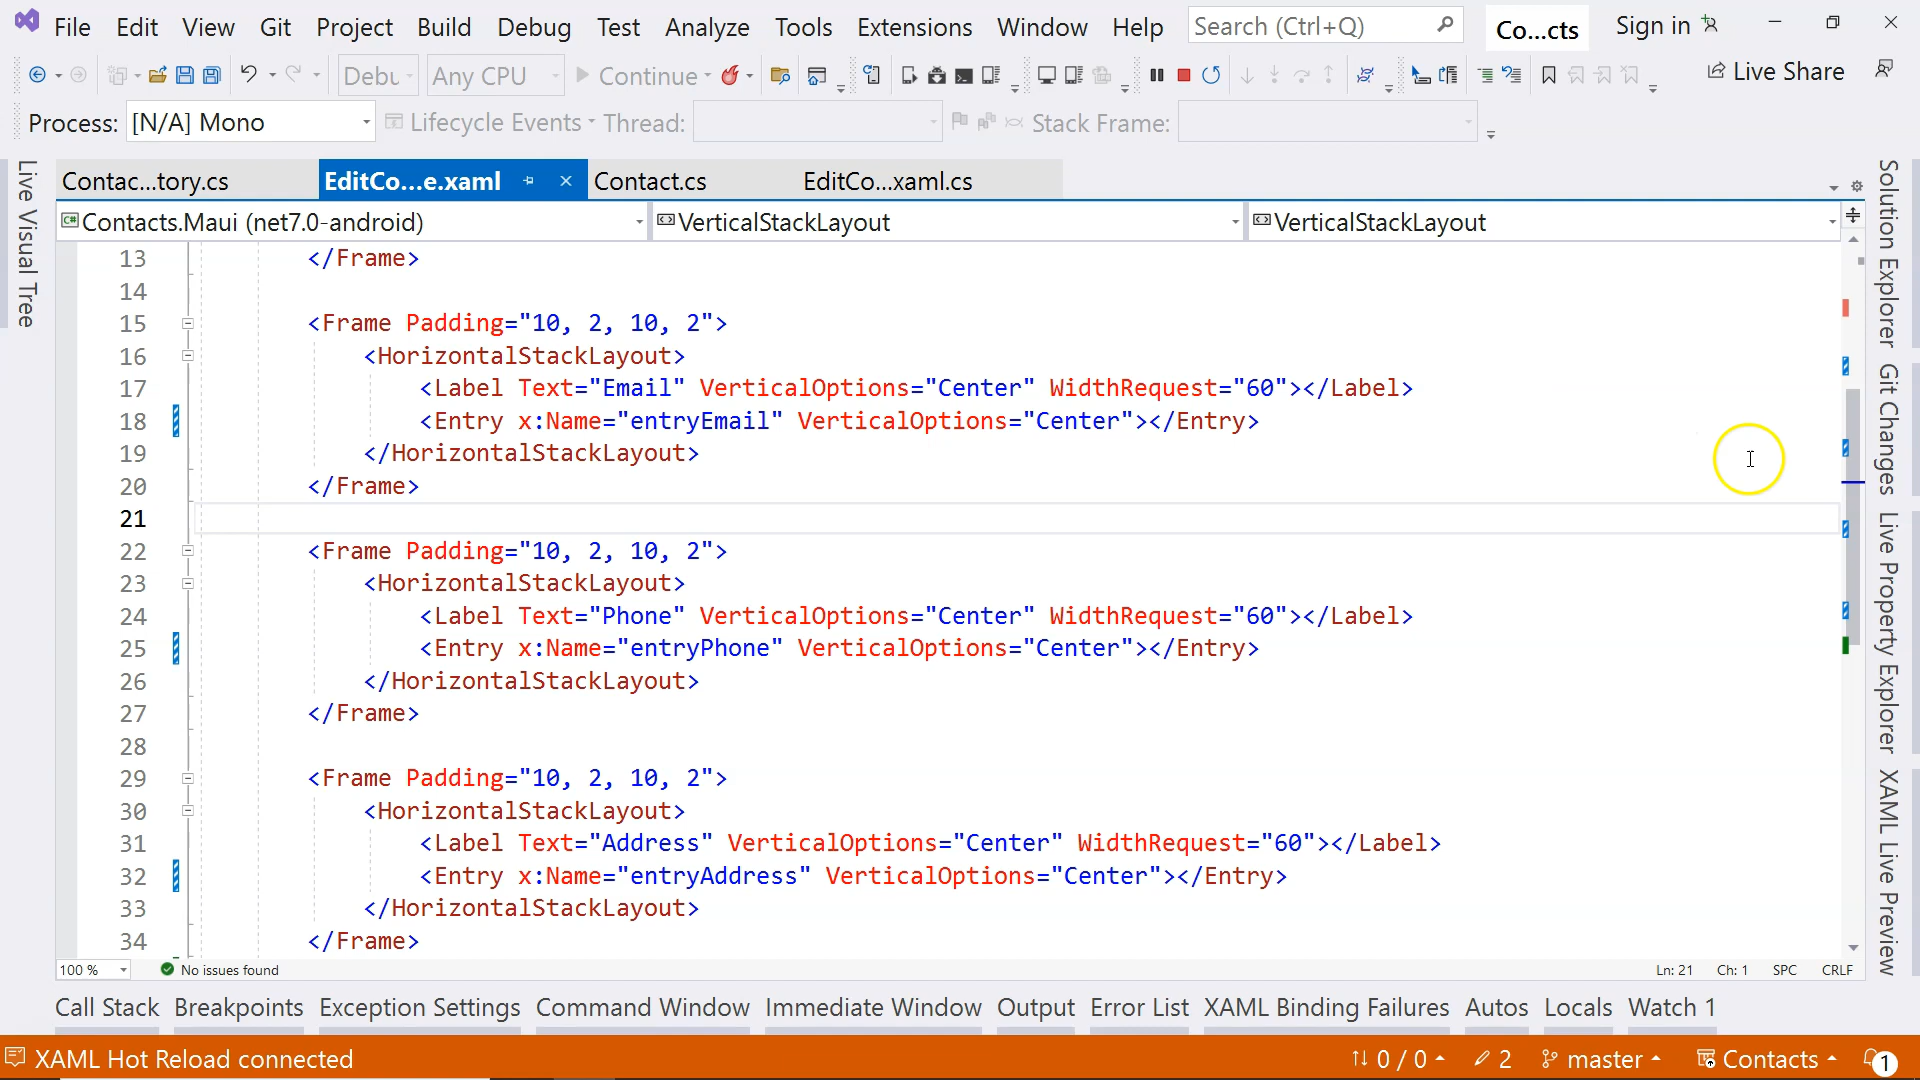 File Edit View Git Project Build Debug Test Analyze Tools Extensions Window Help Search (Ctrl+Q) Co...cts Sign in
Debu Any CPU Continue Live Share
Process: [N/A] Mono Lifecycle Events Thread: Stack Frame:
Live Visual Tree
Contac...tory.cs EditCo...e.xaml Contact.cs EditCo...xaml.cs
Contacts.Maui (net7.0-android) VerticalStackLayout VerticalStackLayout
13 </Frame>
14
15 <Frame Padding="10, 2, 10, 2">
16 <HorizontalStackLayout>
17 <Label Text="Email" VerticalOptions="Center" WidthRequest="60"></Label>
18 <Entry x:Name="entryEmail" VerticalOptions="Center"></Entry>
19 </HorizontalStackLayout>
20 </Frame>
21
22 <Frame Padding="10, 2, 10, 2">
23 <HorizontalStackLayout>
24 <Label Text="Phone" VerticalOptions="Center" WidthRequest="60"></Label>
25 <Entry x:Name="entryPhone" VerticalOptions="Center"></Entry>
26 </HorizontalStackLayout>
27 </Frame>
28
29 <Frame Padding="10, 2, 10, 2">
30 <HorizontalStackLayout>
31 <Label Text="Address" VerticalOptions="Center" WidthRequest="60"></Label>
32 <Entry x:Name="entryAddress" VerticalOptions="Center"></Entry>
33 </HorizontalStackLayout>
34 </Frame>
Solution Explorer
Git Changes
Live Property Explorer
XAML Live Preview
100 % No issues found Ln: 21 Ch: 1 SPC CRLF
Call Stack Breakpoints Exception Settings Command Window Immediate Window Output Error List XAML Binding Failures Autos Locals Watch 1
XAML Hot Reload connected 0 / 0 2 master Contacts 1